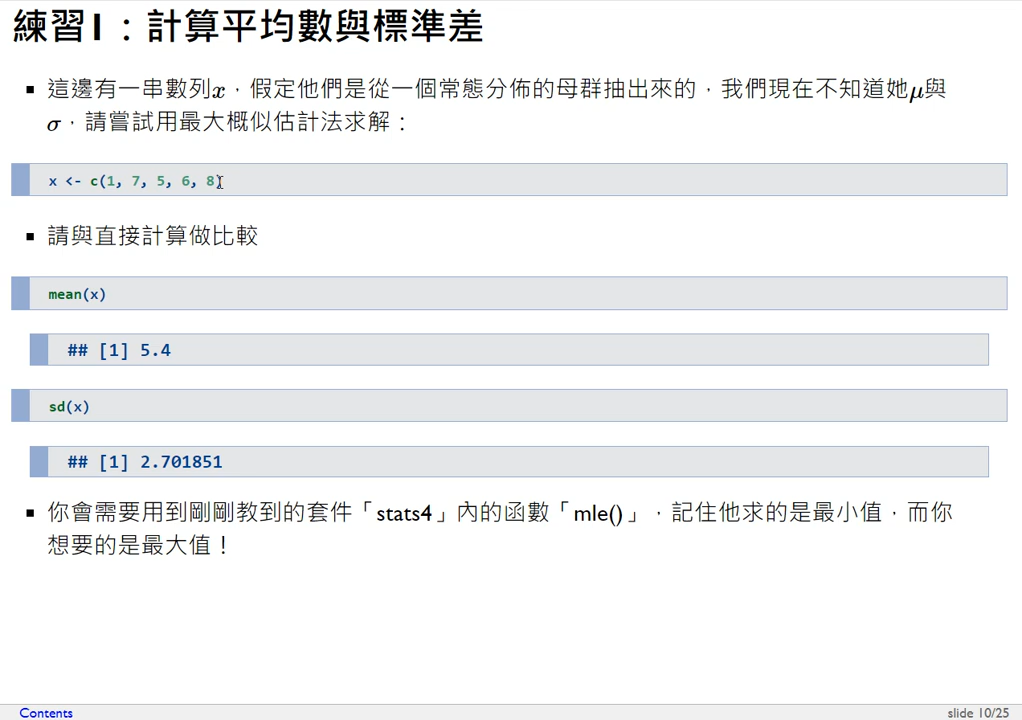 練習1：計算平均數與標準差
▪ 這邊有一串數列x，假定他們是從一個常態分佈的母群抽出來的，我們現在不知道她μ與
σ，請嘗試用最大概似估計法求解：
x <- c(1, 7, 5, 6, 8)
▪ 請與直接計算做比較
mean(x)
## [1] 5.4
sd(x)
## [1] 2.701851
▪ 你會需要用到剛剛教到的套件「stats4」內的函數「mle()」，記住他求的是最小值，而你
想要的是最大值！
Contents
slide 10/25